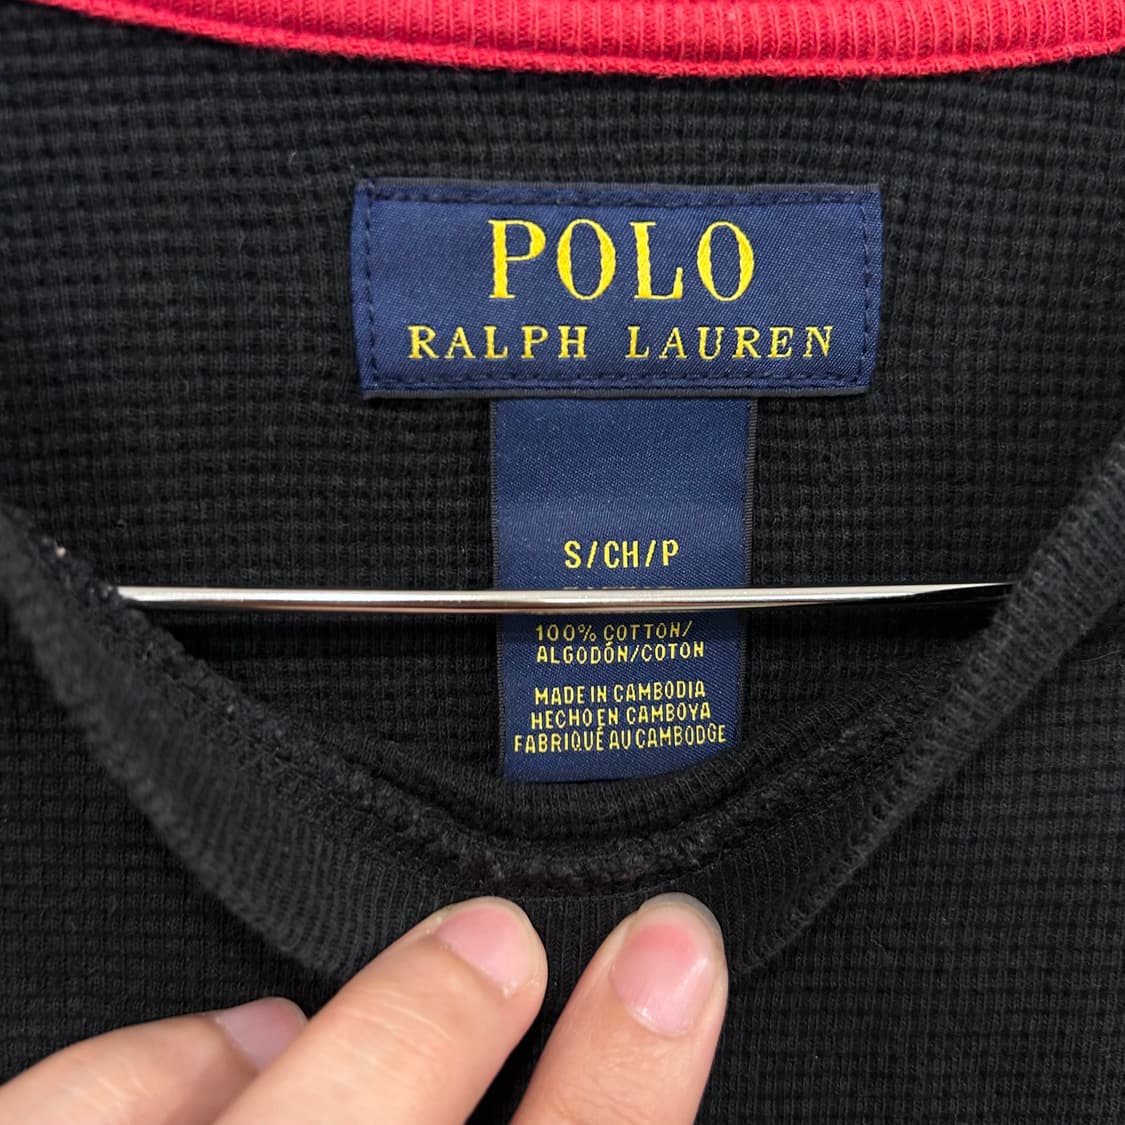 POLO
RALPH LAUREN
S/CH/P
100% COTTON/
ALGODÓN/COTON
MADE IN CAMBODIA
HECHO EN CAMBOYA
FABRIQUÉ AU CAMBODGE